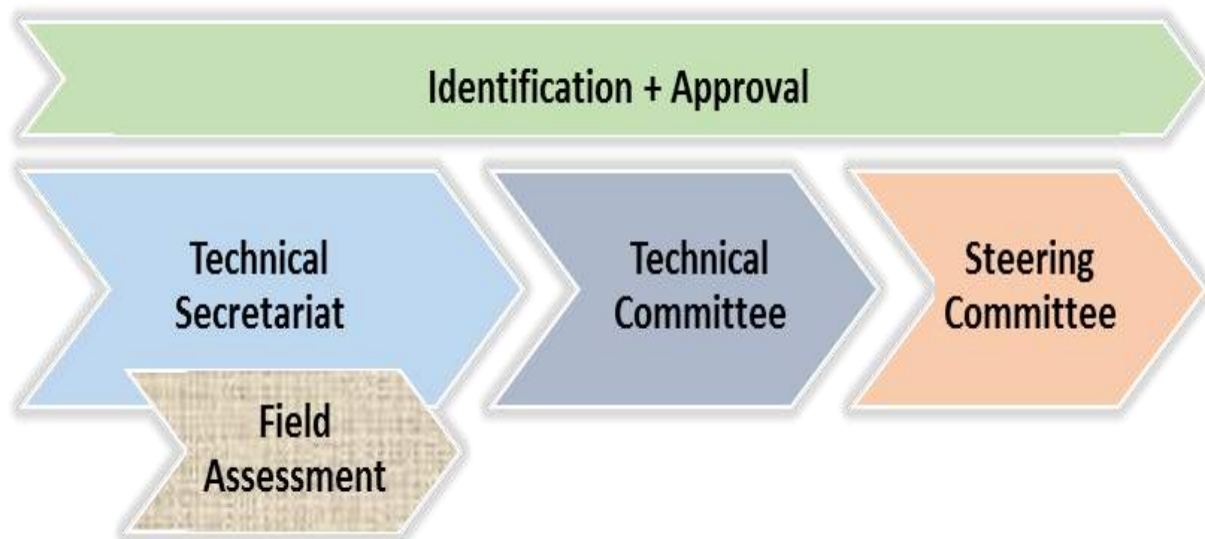 Identification + Approval
Technical
Secretariat
Technical
Committee
Steering
Committee
Field
Assessment